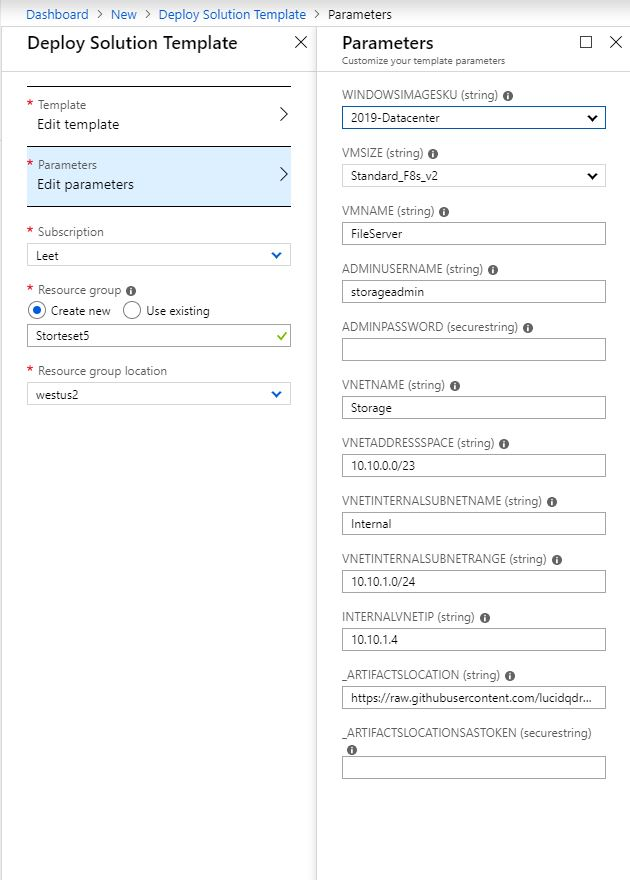 Dashboard > New > Deploy Solution Template > Parameters
Deploy Solution Template
* Template
Edit template
* Parameters
Edit parameters
* Subscription
Leet
* Resource group
Create new Use existing
Storteset5
* Resource group location
westus2
Parameters
Customize your template parameters
WINDOWSIMAGESKU (string)
2019-Datacenter
VMSIZE (string)
Standard_F8s_v2
VMNAME (string)
FileServer
ADMINUSERNAME (string)
storageadmin
ADMINPASSWORD (securestring)
VNETNAME (string)
Storage
VNETADDRESSSPACE (string)
10.10.0.0/23
VNETINTERNALSUBNETNAME (string)
Internal
VNETINTERNALSUBNETRANGE (string)
10.10.1.0/24
INTERNALVNETIP (string)
10.10.1.4
_ARTIFACTSLOCATION (string)
https://raw.githubusercontent.com/lucidqdr...
_ARTIFACTSLOCATIONSASTOKEN (securestring)